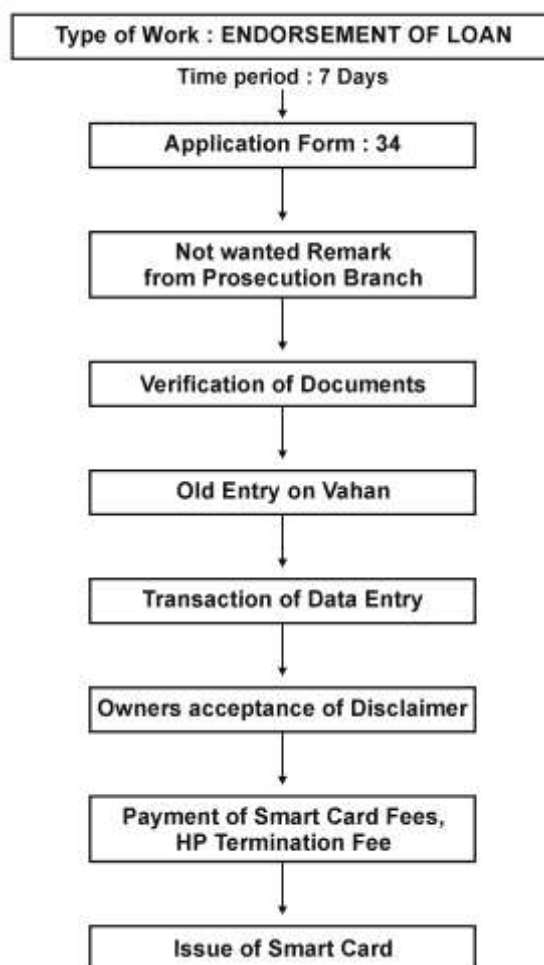 Type of Work : ENDORSEMENT OF LOAN
Time period : 7 Days
Application Form : 34
Not wanted Remark
from Prosecution Branch
Verification of Documents
Old Entry on Vahan
Transaction of Data Entry
Owners acceptance of Disclaimer
Payment of Smart Card Fees,
HP Termination Fee
Issue of Smart Card